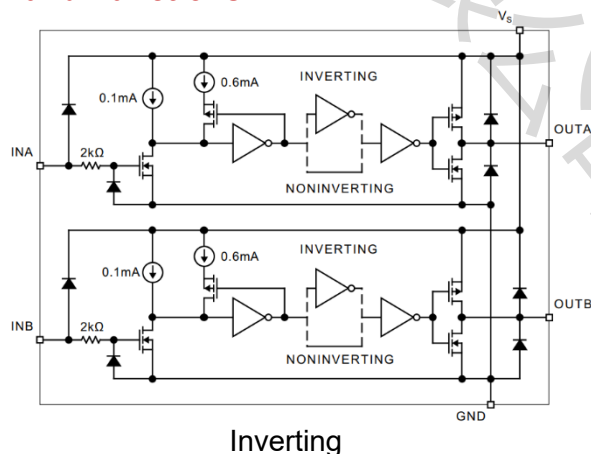 V_S
0.6mA
INVERTING
0.1mA
OUTA
INA
2kΩ
NONINVERTING
INVERTING
0.6mA
0.1mA
OUTB
INB
2kΩ
NONINVERTING
GND
Inverting